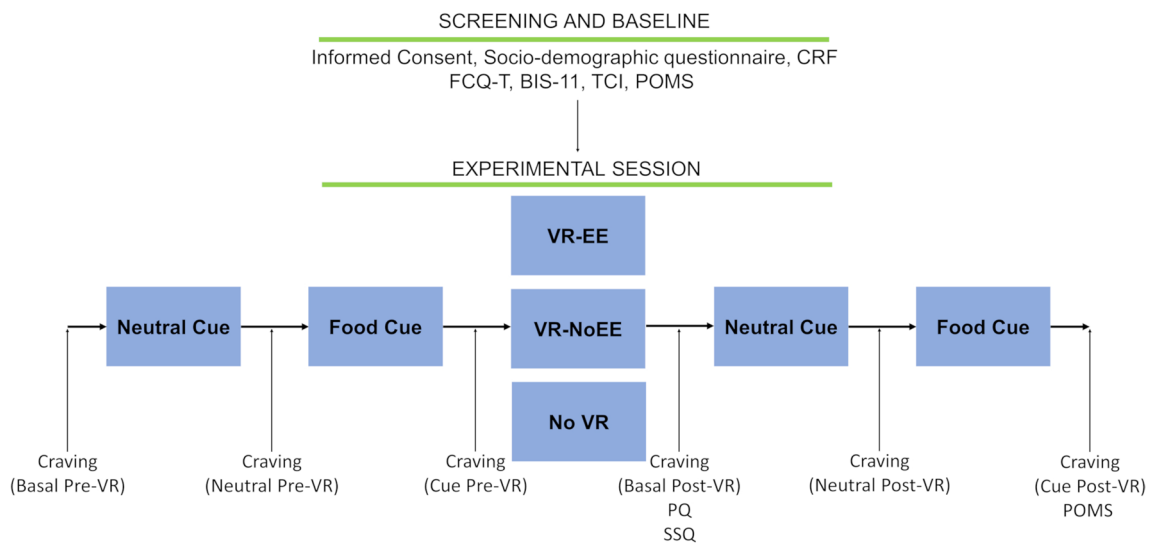 SCREENING AND BASELINE
Informed Consent, Socio-demographic questionnaire, CRF
FCQ-T, BIS-11, TCI, POMS
EXPERIMENTAL SESSION
VR-EE
Neutral Cue
Food Cue
VR-NoEE
Neutral Cue
Food Cue
No VR
Craving
(Basal Pre-VR)
Craving
(Neutral Pre-VR)
Craving
(Cue Pre-VR)
Craving
(Basal Post-VR)
PQ
SSQ
Craving
(Neutral Post-VR)
Craving
(Cue Post-VR)
POMS